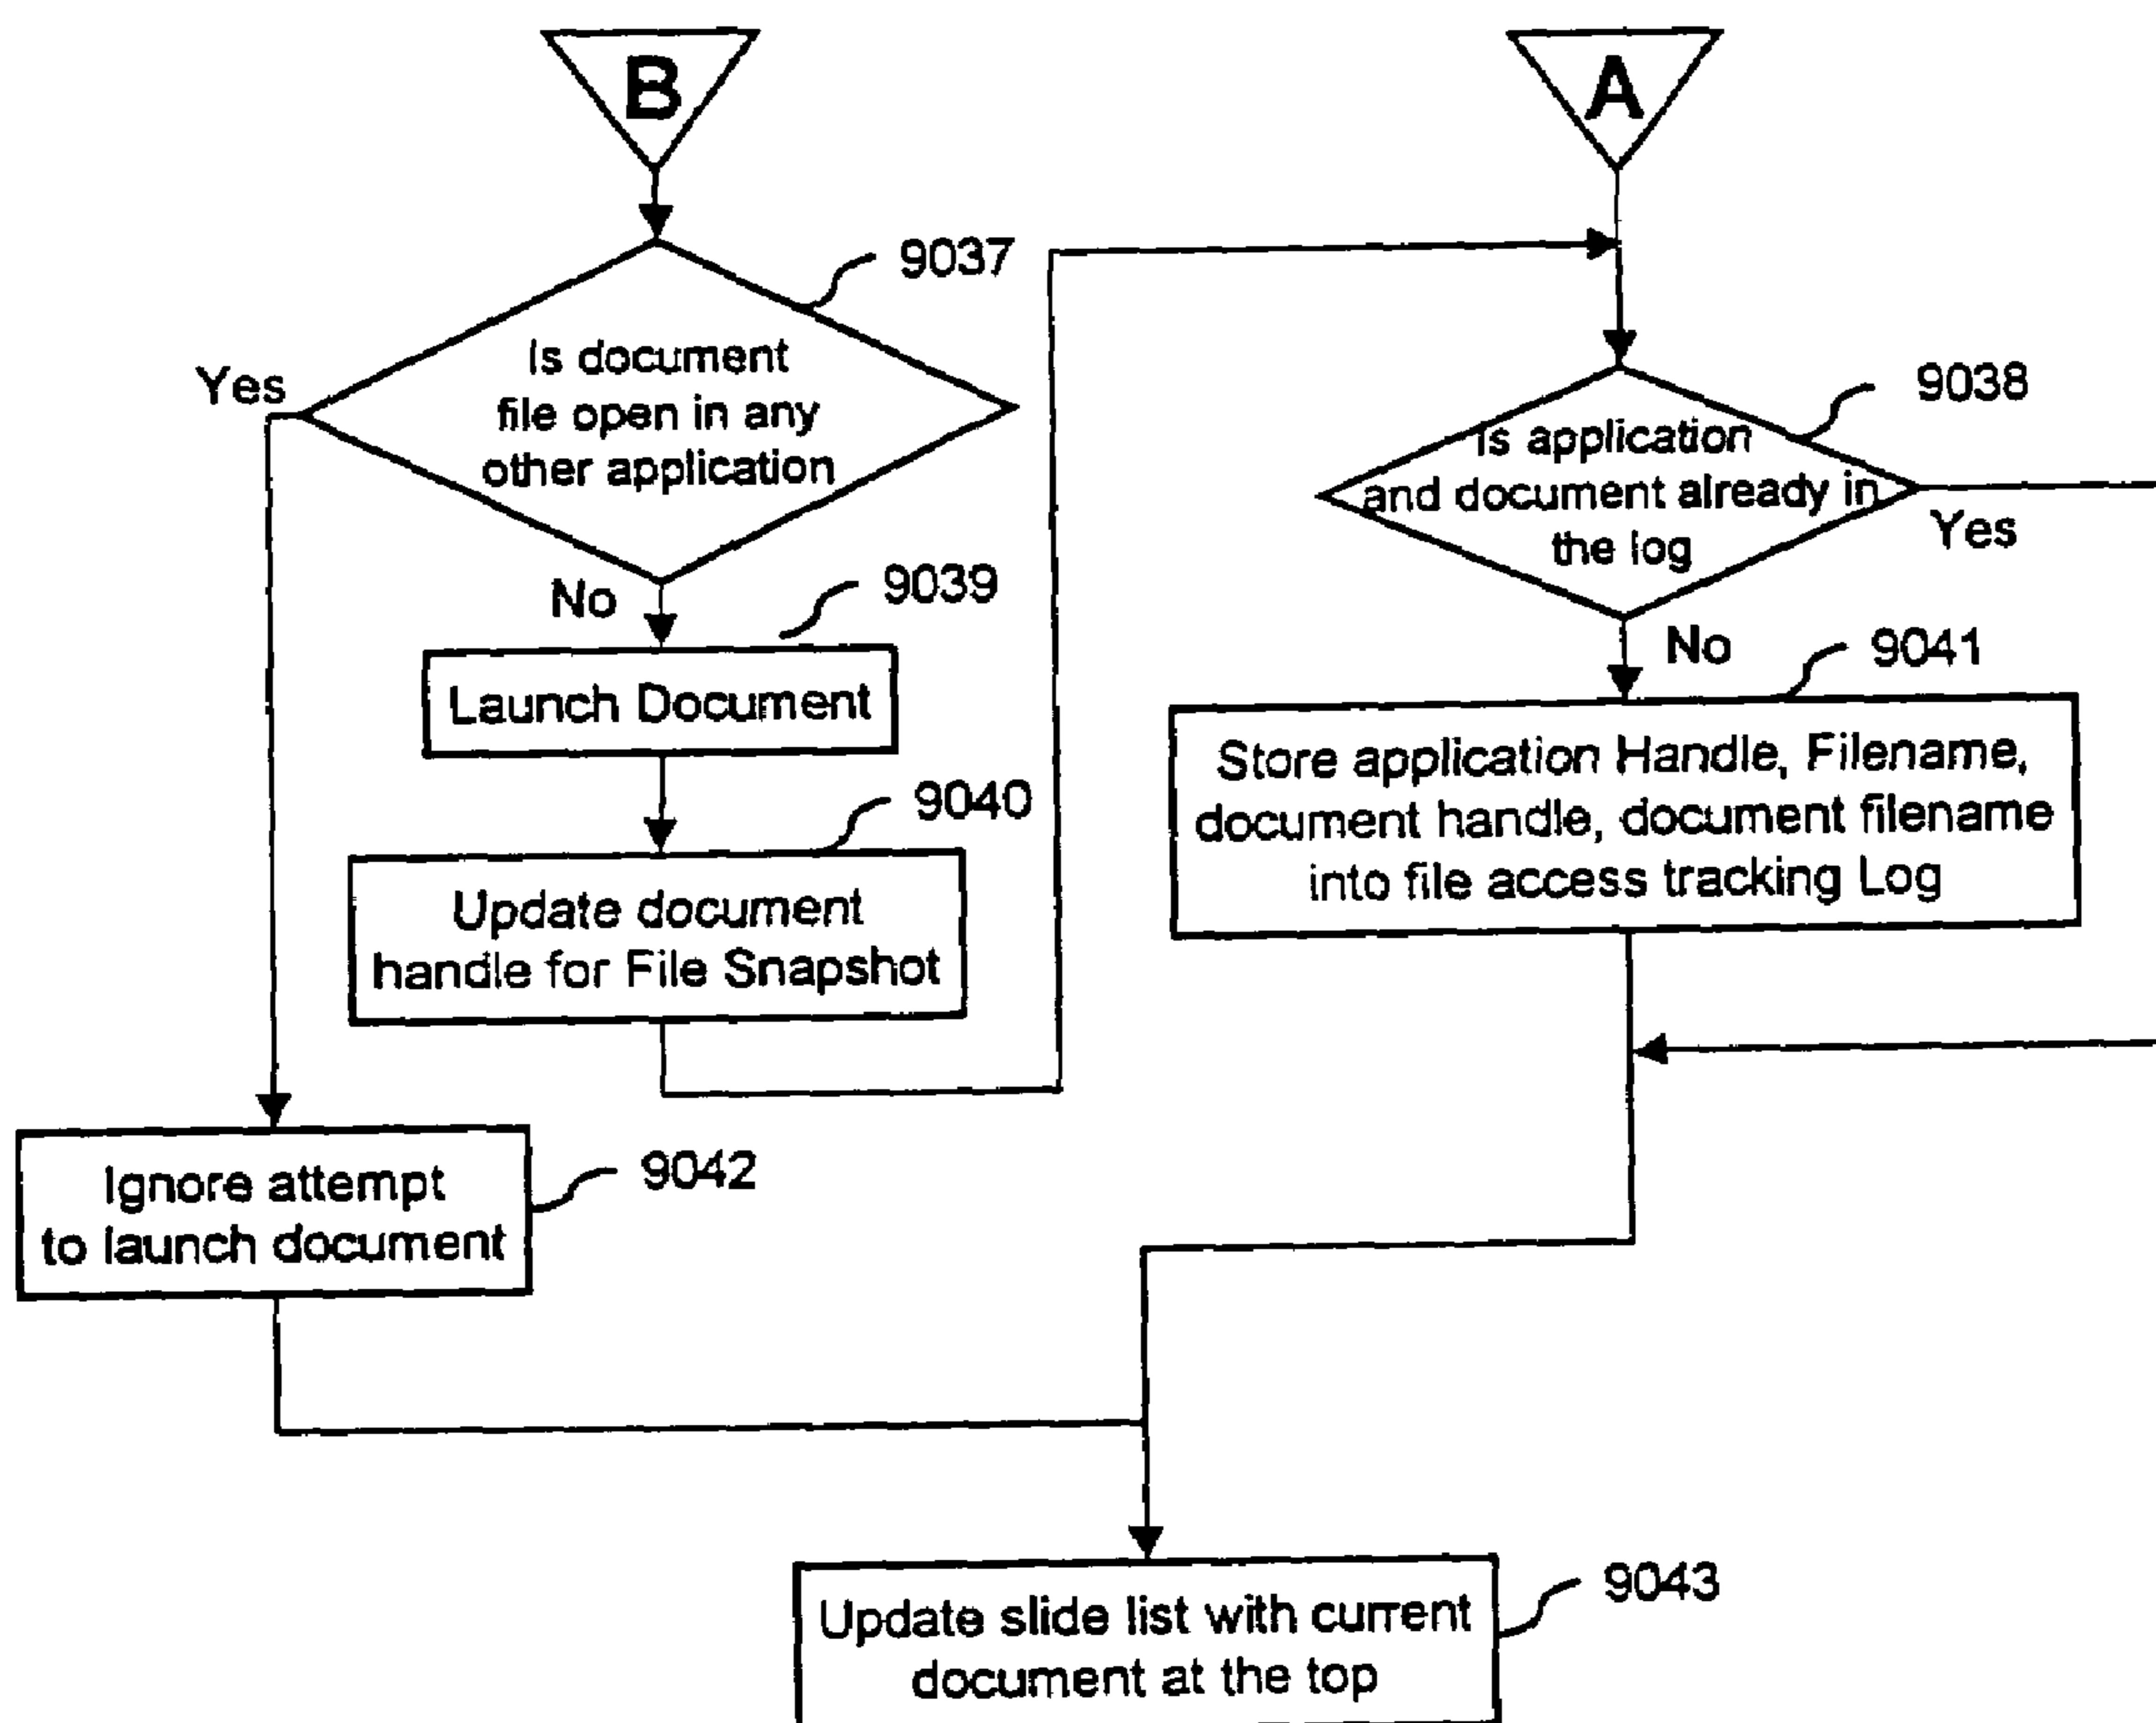 B
A
9037
Is document
file open in any
other application
Yes
9038
Is application
and document already in
the log
Yes
No
9039
Launch Document
No
9041
Store application Handle, Filename,
document handle, document filename
into file access tracking Log
9040
Update document
handle for File Snapshot
Ignore attempt
to launch document
9042
9043
Update slide list with current
document at the top